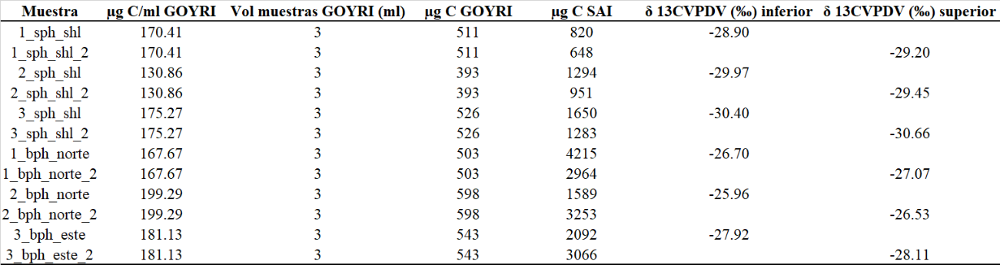 Muestra µg C/ml GOYRI Vol muestras GOYRI (ml) µg C GOYRI µg C SAI δ 13CVPDV (‰) inferior δ 13CVPDV (‰) superior
1_sph_shl 170.41 3 511 820 -28.90
1_sph_shl_2 170.41 3 511 648 -29.20
2_sph_shl 130.86 3 393 1294 -29.97
2_sph_shl_2 130.86 3 393 951 -29.45
3_sph_shl 175.27 3 526 1650 -30.40
3_sph_shl_2 175.27 3 526 1283 -30.66
1_bph_norte 167.67 3 503 4215 -26.70
1_bph_norte_2 167.67 3 503 2964 -27.07
2_bph_norte 199.29 3 598 1589 -25.96
2_bph_norte_2 199.29 3 598 3253 -26.53
3_bph_este 181.13 3 543 2092 -27.92
3_bph_este_2 181.13 3 543 3066 -28.11